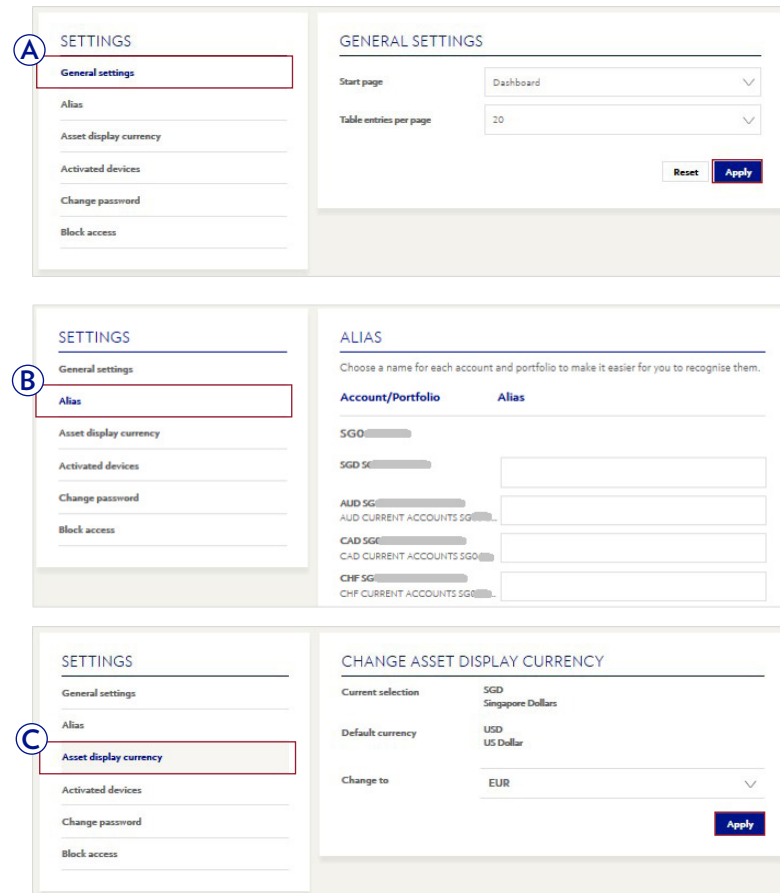 A
SETTINGS
General settings
Alias
Asset display currency
Activated devices
Change password
Block access
GENERAL SETTINGS
Start page
Dashboard
Table entries per page
20
Reset
Apply
B
SETTINGS
General settings
Alias
Asset display currency
Activated devices
Change password
Block access
ALIAS
Choose a name for each account and portfolio to make it easier for you to recognise them.
Account/Portfolio
Alias
SG0
SGD
AUD SG
AUD CURRENT ACCOUNTS
CAD
CAD CURRENT ACCOUNTS SG0
CHF SG
CHF CURRENT ACCOUNTS
C
SETTINGS
General settings
Alias
Asset display currency
Activated devices
Change password
Block access
CHANGE ASSET DISPLAY CURRENCY
Current selection
SGD
Singapore Dollars
Default currency
USD
US Dollar
Change to
EUR
Apply